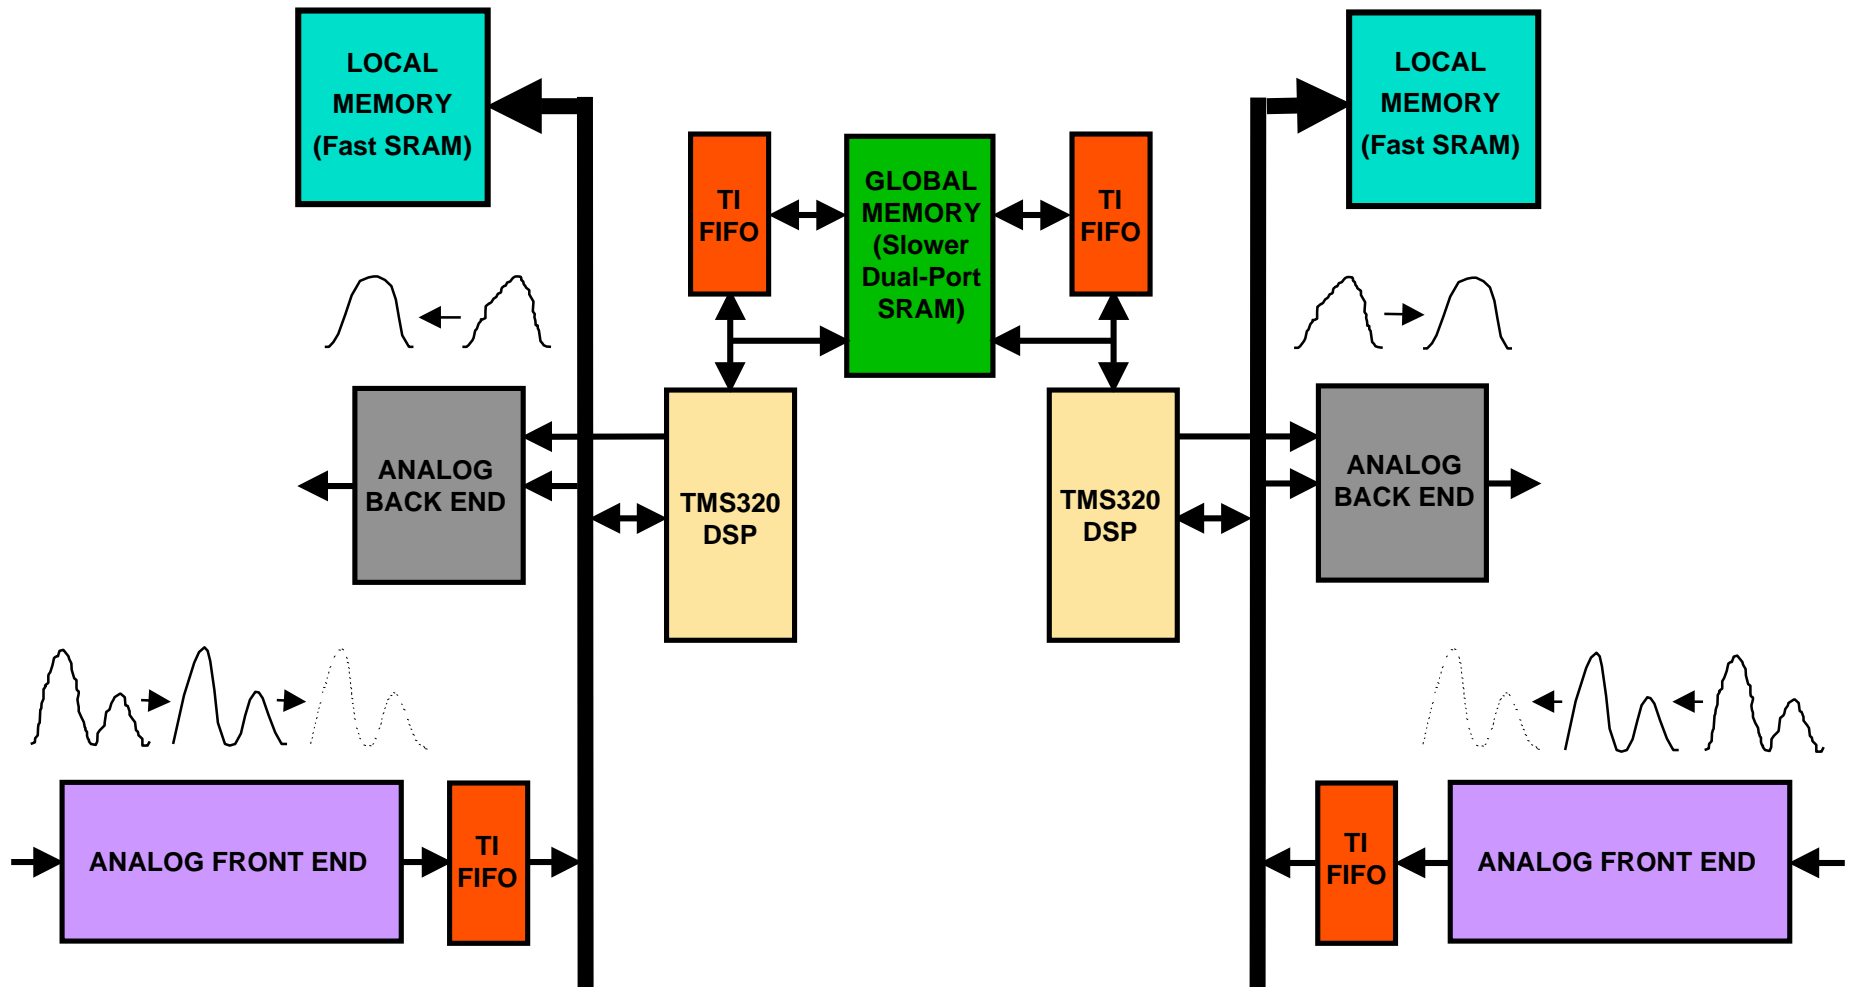 LOCAL
MEMORY
(Fast SRAM)
LOCAL
MEMORY
(Fast SRAM)
TI
FIFO
GLOBAL
MEMORY
(Slower
Dual-Port
SRAM)
TI
FIFO
ANALOG
BACK END
TMS320
DSP
TMS320
DSP
ANALOG
BACK END
ANALOG FRONT END
TI
FIFO
TI
FIFO
ANALOG FRONT END